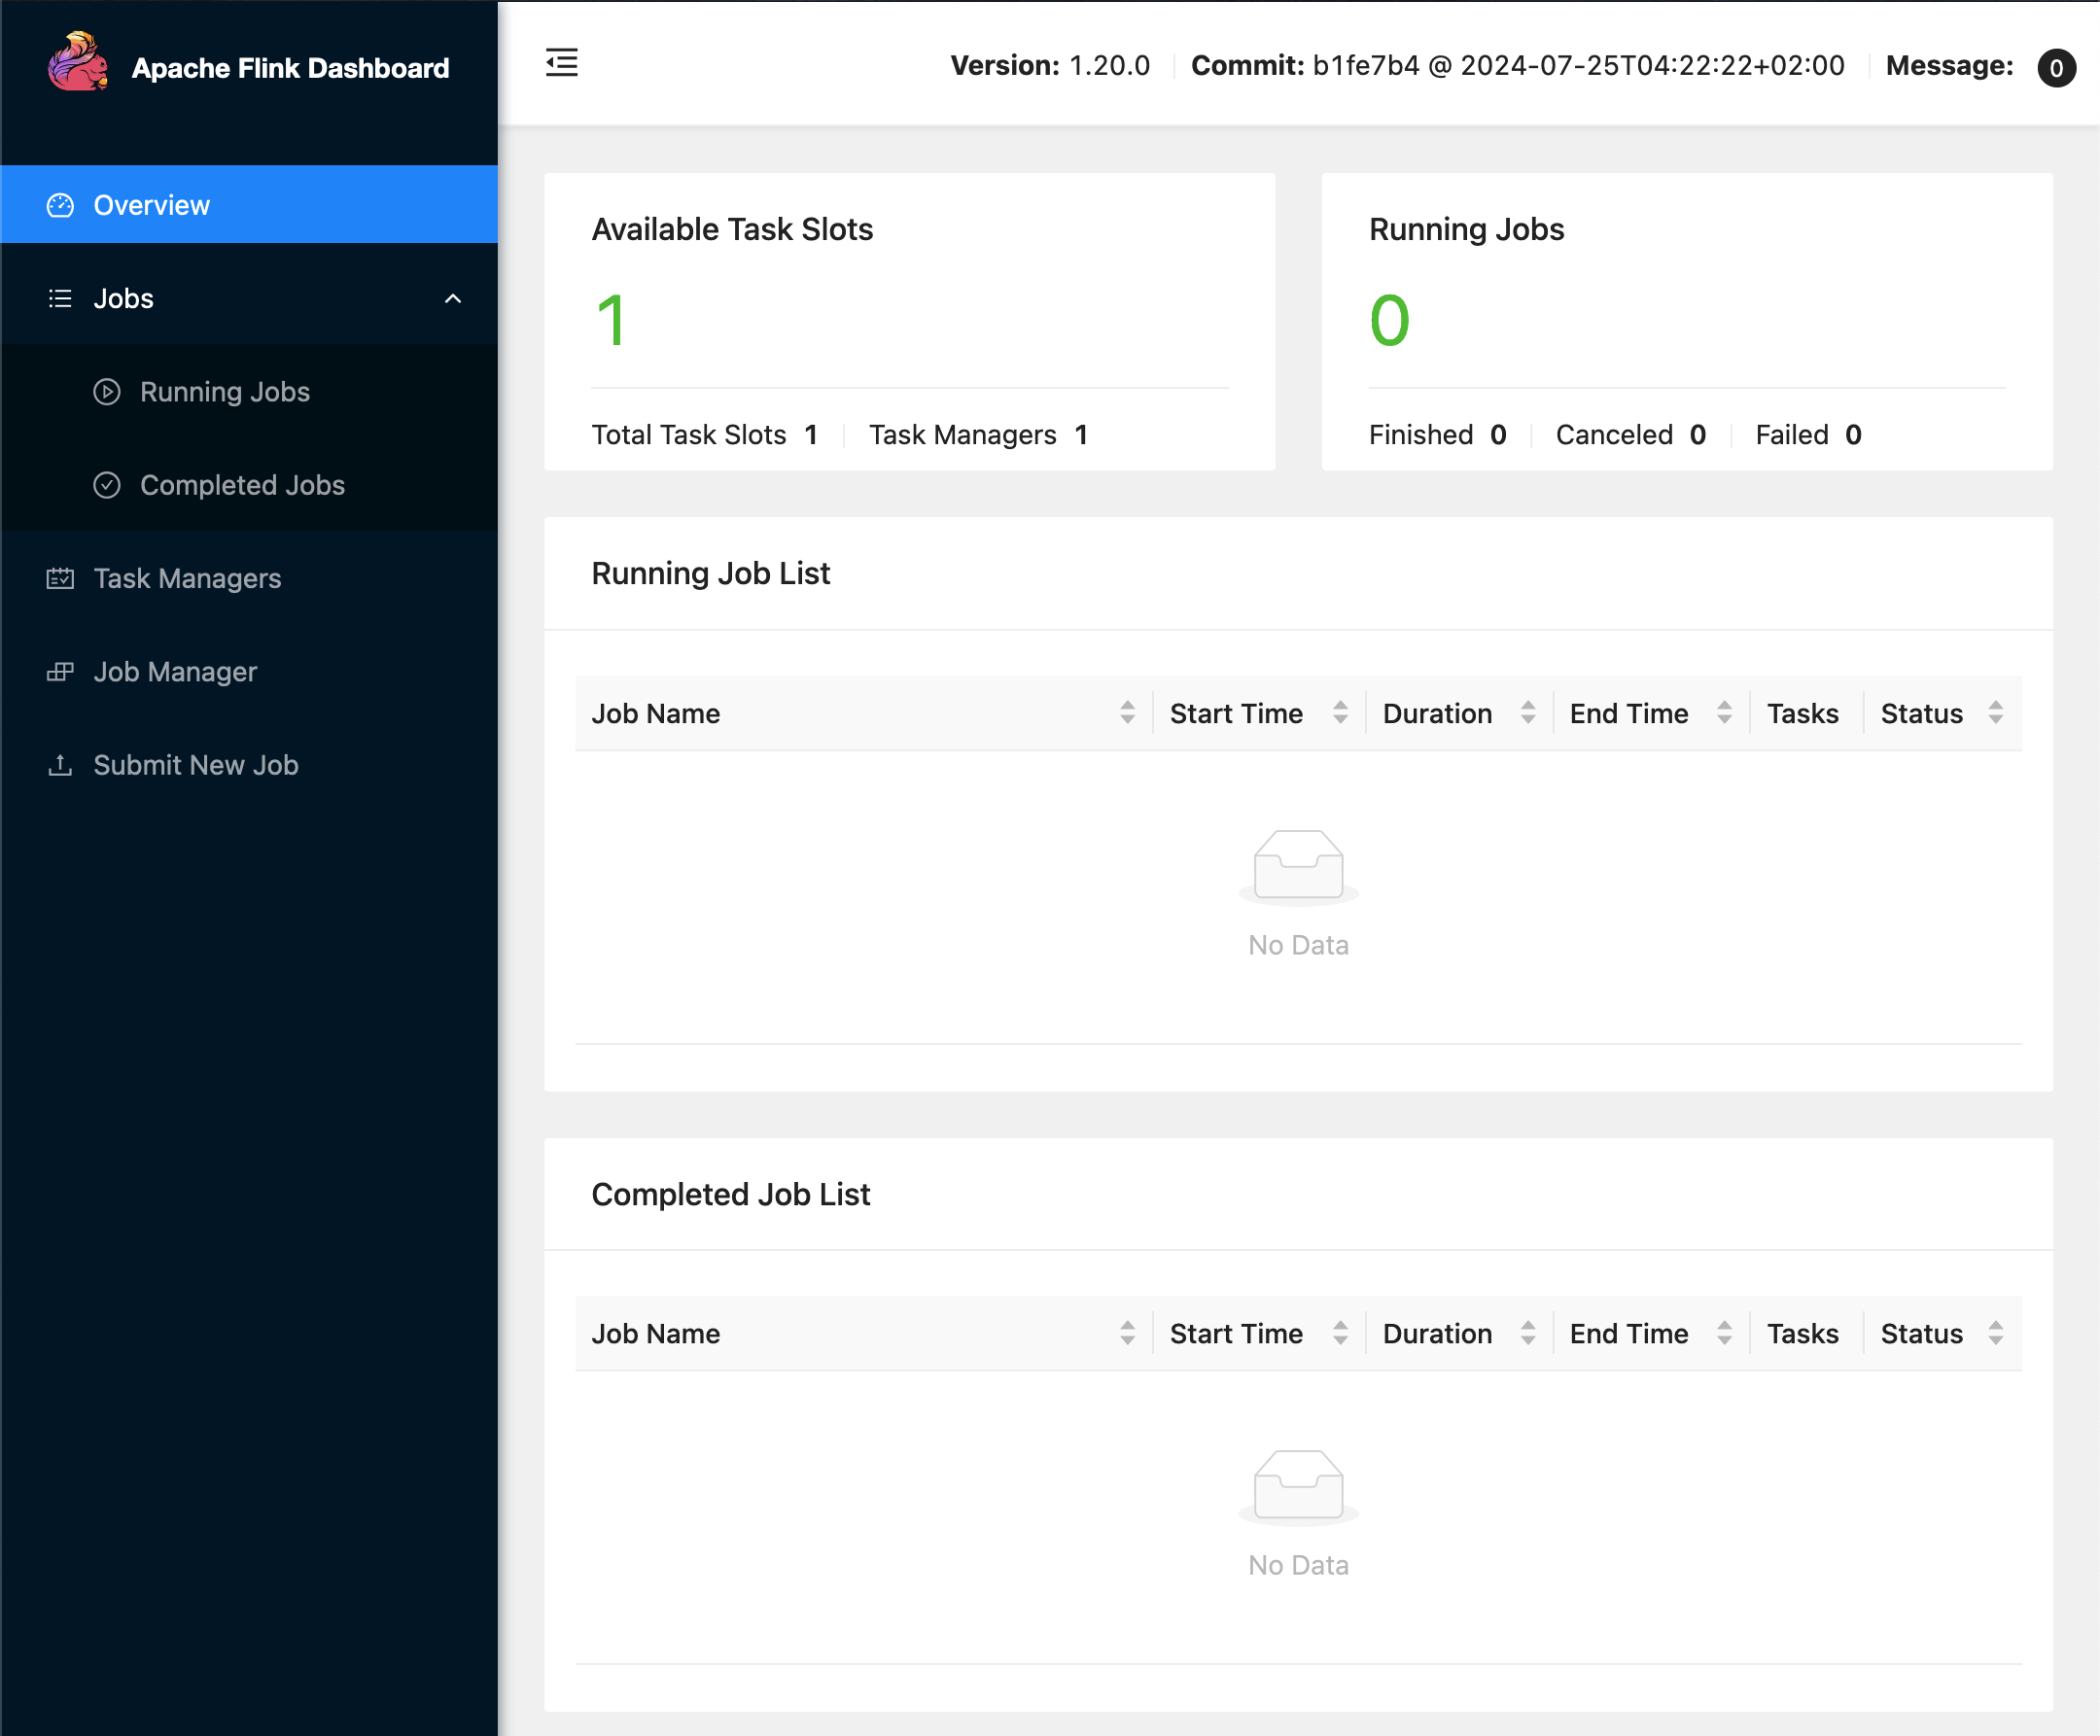 Apache Flink Dashboard
Version: 1.20.0 Commit: b1fe7b4 @ 2024-07-25T04:22:22+02:00 Message: 0
Overview
Jobs
Running Jobs
Completed Jobs
Task Managers
Job Manager
Submit New Job
Available Task Slots
1
Total Task Slots 1 Task Managers 1
Running Jobs
0
Finished 0 Canceled 0 Failed 0
Running Job List
Job Name Start Time Duration End Time Tasks Status
No Data
Completed Job List
Job Name Start Time Duration End Time Tasks Status
No Data